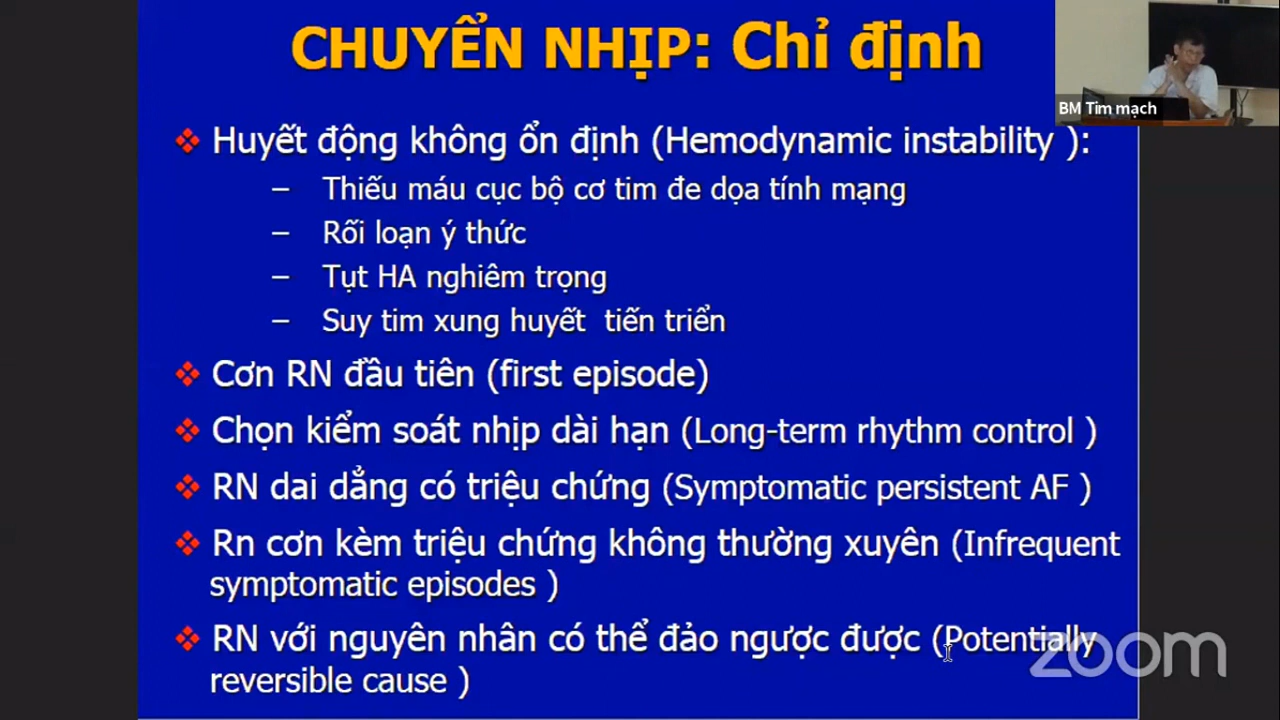 CHUYỂN NHỊP: Chỉ định
BM Tim mạch
Huyết động không ổn định (Hemodynamic instability ):
– Thiếu máu cục bộ cơ tim đe dọa tính mạng
– Rối loạn ý thức
– Tụt HA nghiêm trọng
– Suy tim xung huyết tiến triển
Cơn RN đầu tiên (first episode)
Chọn kiểm soát nhịp dài hạn (Long-term rhythm control )
RN dai dẳng có triệu chứng (Symptomatic persistent AF )
Rn cơn kèm triệu chứng không thường xuyên (Infrequent
symptomatic episodes )
RN với nguyên nhân có thể đảo ngược được (Potentially
reversible cause )
zoom